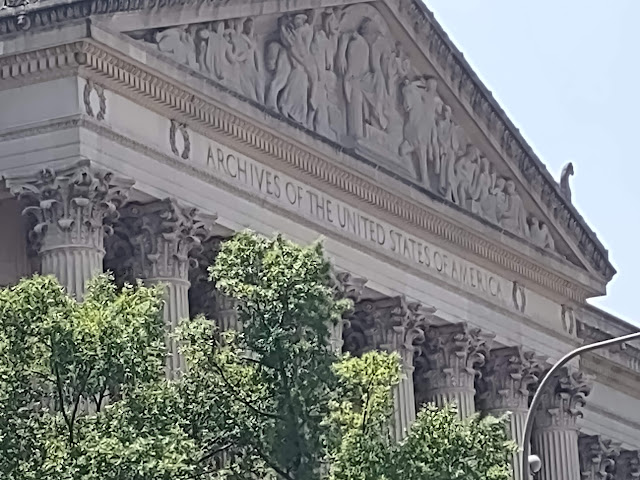 ARCHIVES OF THE UNITED STATES OF AMERICA